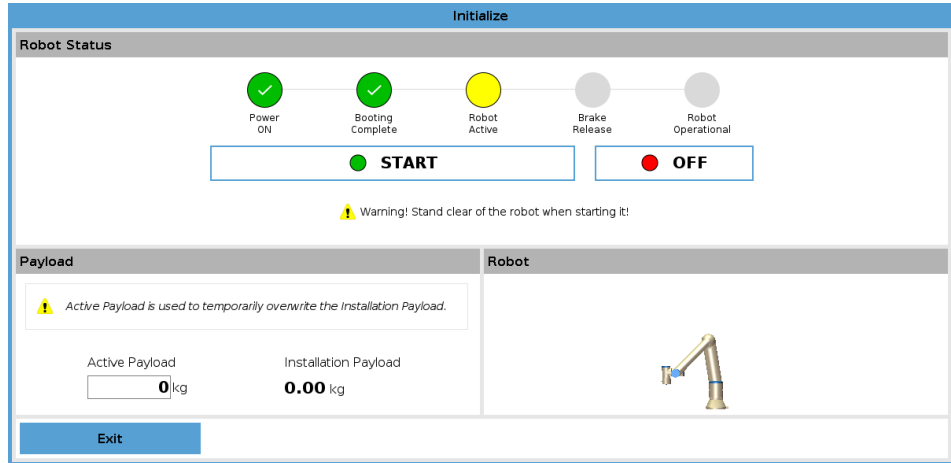 Initialize
Robot Status
Power
ON
Booting
Complete
Robot
Active
Brake
Release
Robot
Operational
START
OFF
Warning! Stand clear of the robot when starting it!
Payload
Active Payload is used to temporarily overwrite the Installation Payload.
Active Payload
0 kg
Installation Payload
0.00 kg
Robot
Exit